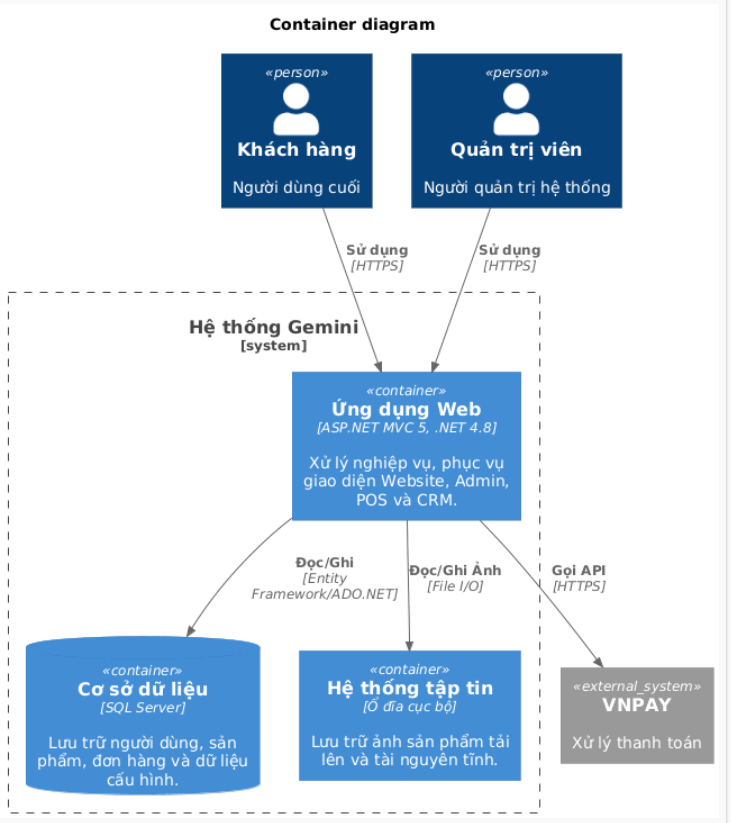 Container diagram
«person»
Khách hàng
Người dùng cuối
«person»
Quản trị viên
Người quản trị hệ thống
Sử dụng
[HTTPS]
Sử dụng
[HTTPS]
Hệ thống Gemini
[system]
«container»
Ứng dụng Web
[ASP.NET MVC 5, .NET 4.8]
Xử lý nghiệp vụ, phục vụ
giao diện Website, Admin,
POS và CRM.
Đọc/Ghi
[Entity
Framework/ADO.NET]
Đọc/Ghi Ảnh
[File I/O]
Gọi API
[HTTPS]
«container»
Cơ sở dữ liệu
[SQL Server]
Lưu trữ người dùng, sản
phẩm, đơn hàng và dữ liệu
cấu hình.
«container»
Hệ thống tập tin
[Ổ đĩa cục bộ]
Lưu trữ ảnh sản phẩm tải
lên và tài nguyên tĩnh.
«external_system»
VNPAY
Xử lý thanh toán